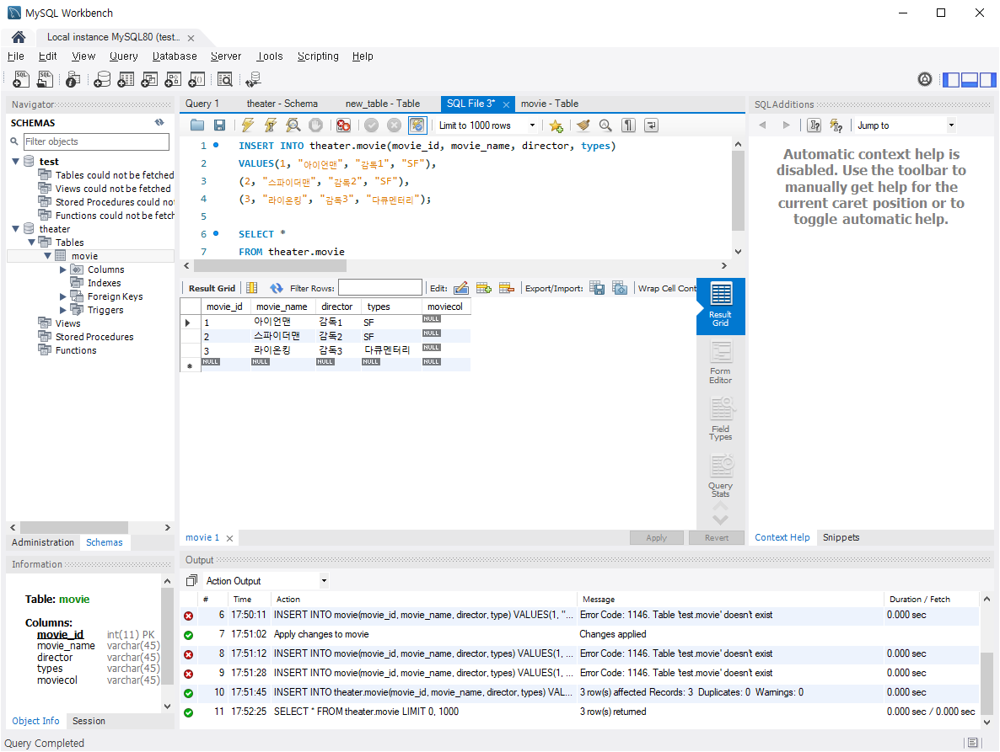 MySQL Workbench
Local instance MySQL80 (test...
File Edit View Query Database Server Tools Scripting Help
Navigator
SCHEMAS
Filter objects
test
Tables could not be fetched
Views could not be fetched
Stored Procedures could not
Functions could not be fetch
theater
Tables
movie
Columns
Indexes
Foreign Keys
Triggers
Views
Stored Procedures
Functions
Administration Schemas
Information
Table: movie
Columns:
movie_id int(11) PK
movie_name varchar(45)
director varchar(45)
types varchar(45)
moviecol varchar(45)
Object Info Session
Query 1 theater - Schema new_table - Table SQL File 3* movie - Table
Limit to 1000 rows
1 INSERT INTO theater.movie(movie_id, movie_name, director, types)
2 VALUES(1, "아이언맨", "감독1", "SF"),
3 (2, "스파이더맨", "감독2", "SF"),
4 (3, "라이온킹", "감독3", "다큐멘터리");
5
6 SELECT *
7 FROM theater.movie
Result Grid Filter Rows: Edit: Export/Import: Wrap Cell Cont
movie_id movie_name director types moviecol
1 아이언맨 감독1 SF NULL
2 스파이더맨 감독2 SF NULL
3 라이온킹 감독3 다큐멘터리 NULL
NULL NULL NULL NULL NULL
Result
Grid
Form
Editor
Field
Types
Query
Stats
movie 1 Apply Revert
SQLAdditions
Jump to
Automatic context help is
disabled. Use the toolbar to
manually get help for the
current caret position or to
toggle automatic help.
Context Help Snippets
Output
Action Output
# Time Action Message Duration / Fetch
6 17:50:11 INSERT INTO movie(movie_id, movie_name, director, type) VALUES(1, "... Error Code: 1146. Table 'test.movie' doesn't exist 0.000 sec
7 17:51:02 Apply changes to movie Changes applied
8 17:51:12 INSERT INTO movie(movie_id, movie_name, director, types) VALUES(1, ... Error Code: 1146. Table 'test.movie' doesn't exist 0.000 sec
9 17:51:28 INSERT INTO movie(movie_id, movie_name, director, types) VALUES(1, ... Error Code: 1146. Table 'test.movie' doesn't exist 0.000 sec
10 17:51:45 INSERT INTO theater.movie(movie_id, movie_name, director, types) VAL... 3 row(s) affected Records: 3 Duplicates: 0 Warnings: 0 0.000 sec
11 17:52:25 SELECT * FROM theater.movie LIMIT 0, 1000 3 row(s) returned 0.000 sec / 0.000 sec
Query Completed